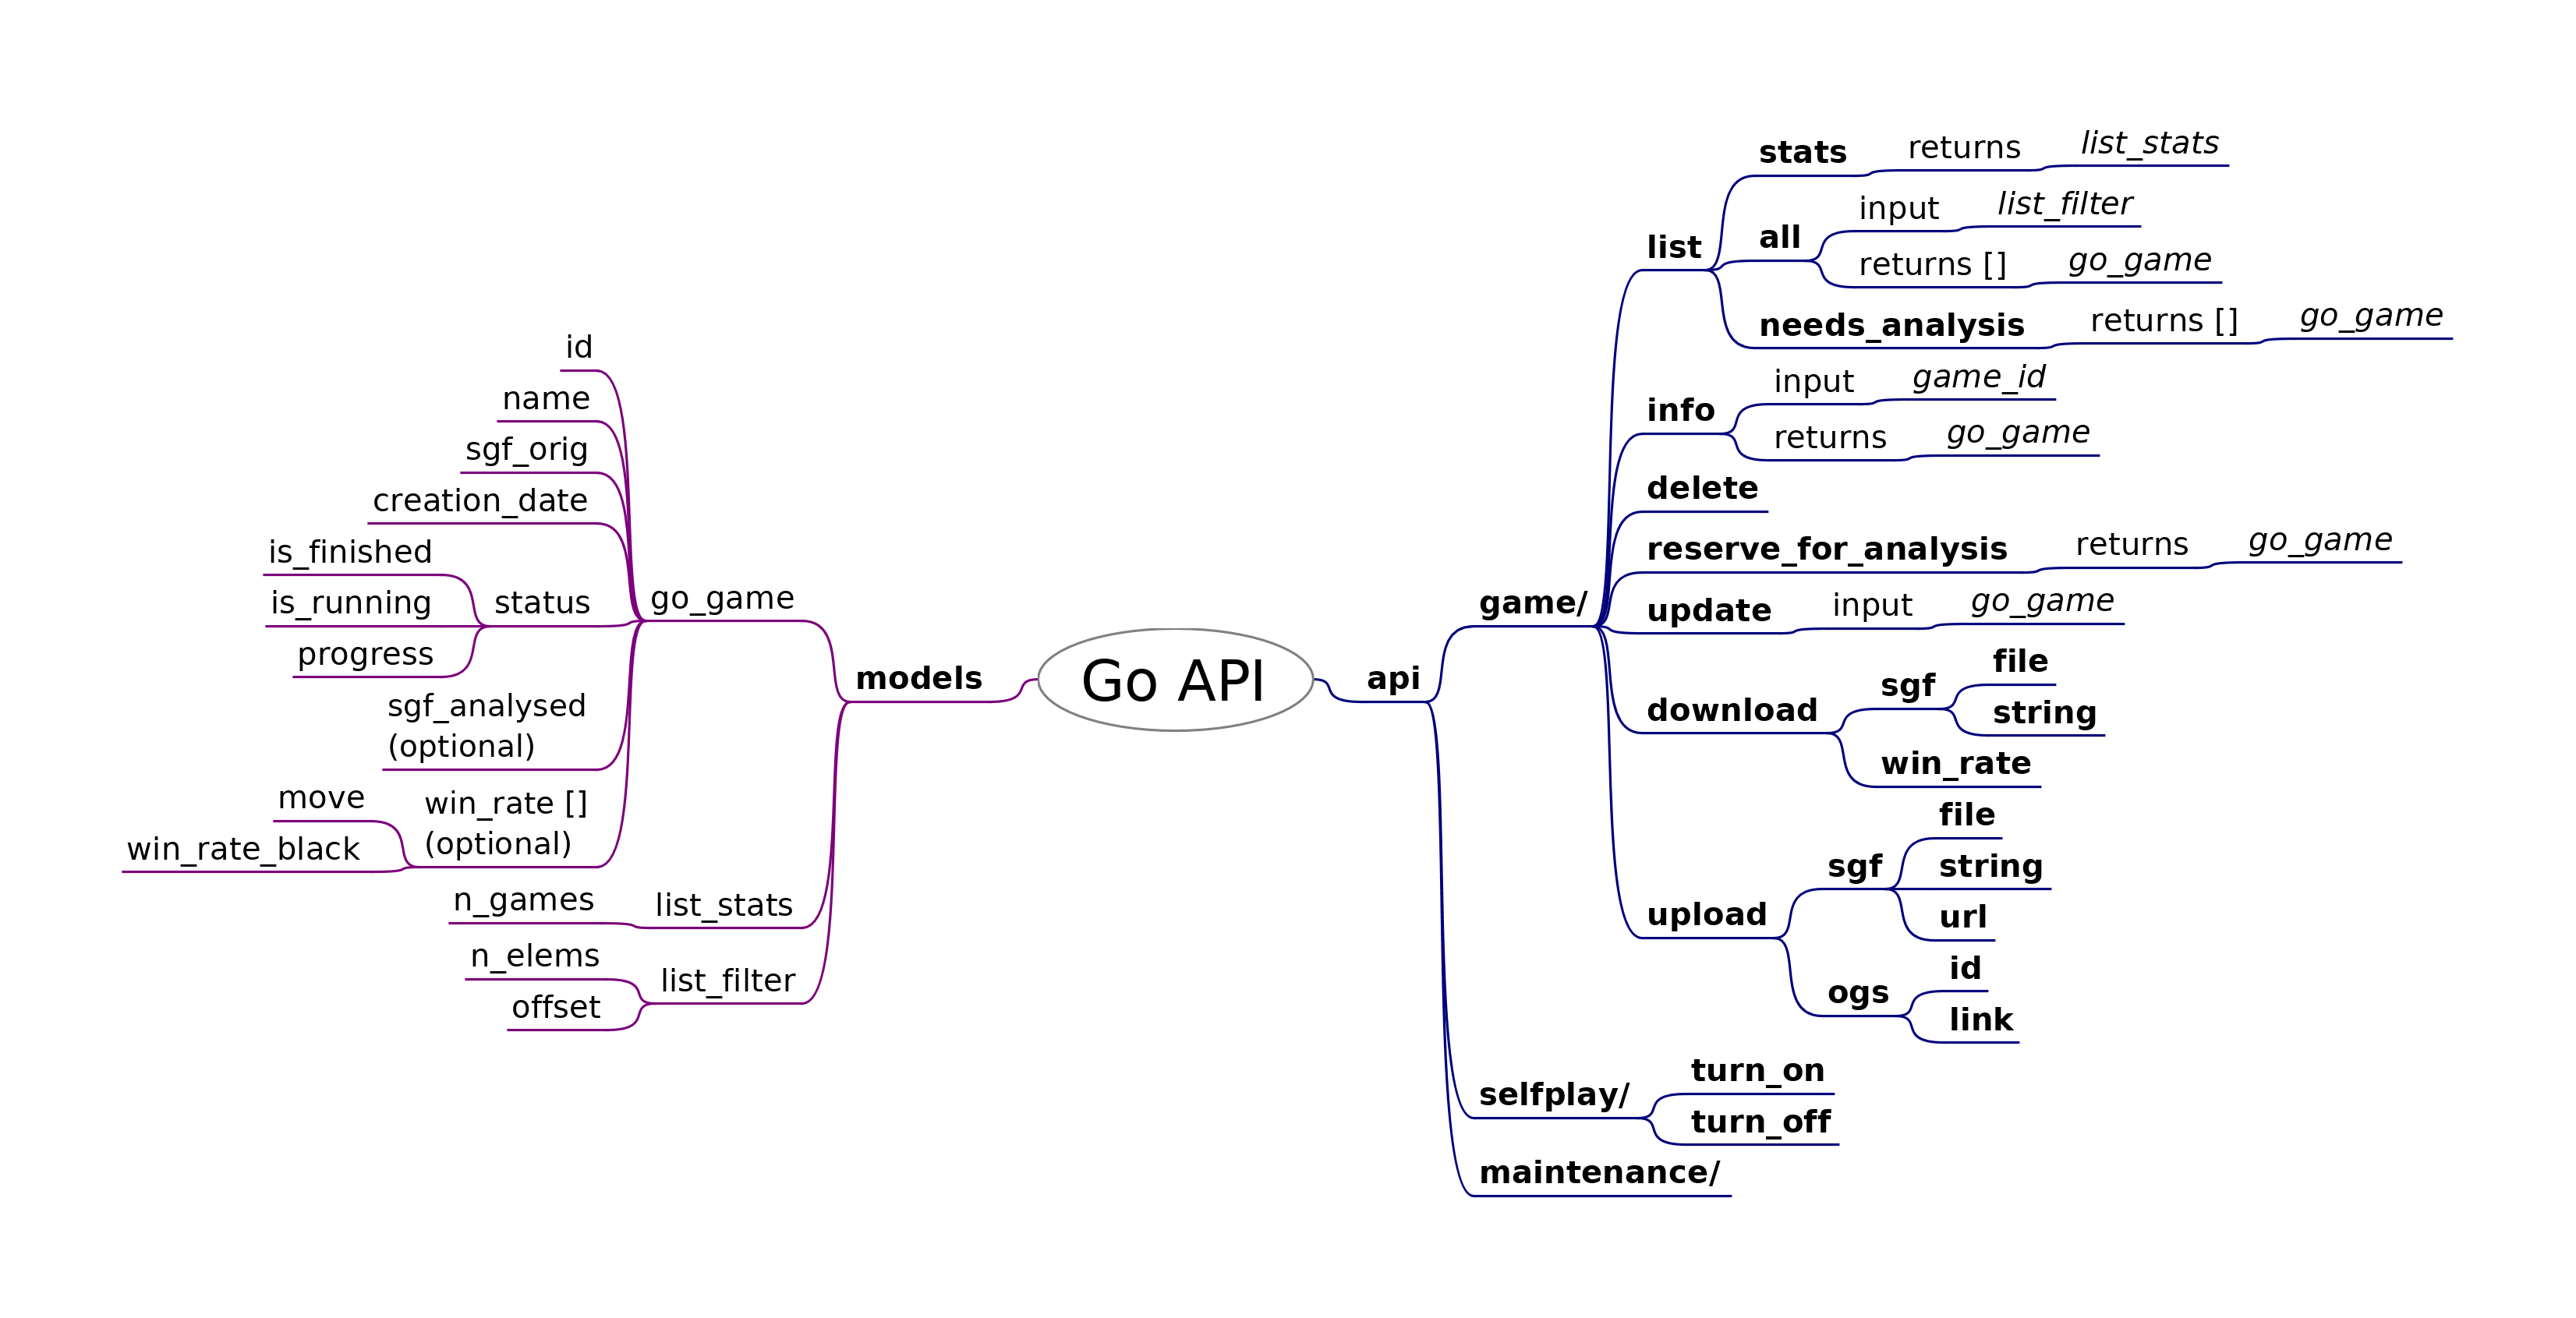 Go API
models
go_game
id
name
sgf_orig
creation_date
status
is_finished
is_running
progress
sgf_analysed
(optional)
win_rate []
(optional)
move
win_rate_black
list_stats
n_games
list_filter
n_elems
offset
api
game/
list
stats
returns
list_stats
all
input
list_filter
returns []
go_game
needs_analysis
returns []
go_game
info
input
game_id
returns
go_game
delete
reserve_for_analysis
returns
go_game
update
input
go_game
download
sgf
file
string
win_rate
upload
sgf
file
string
url
ogs
id
link
selfplay/
turn_on
turn_off
maintenance/